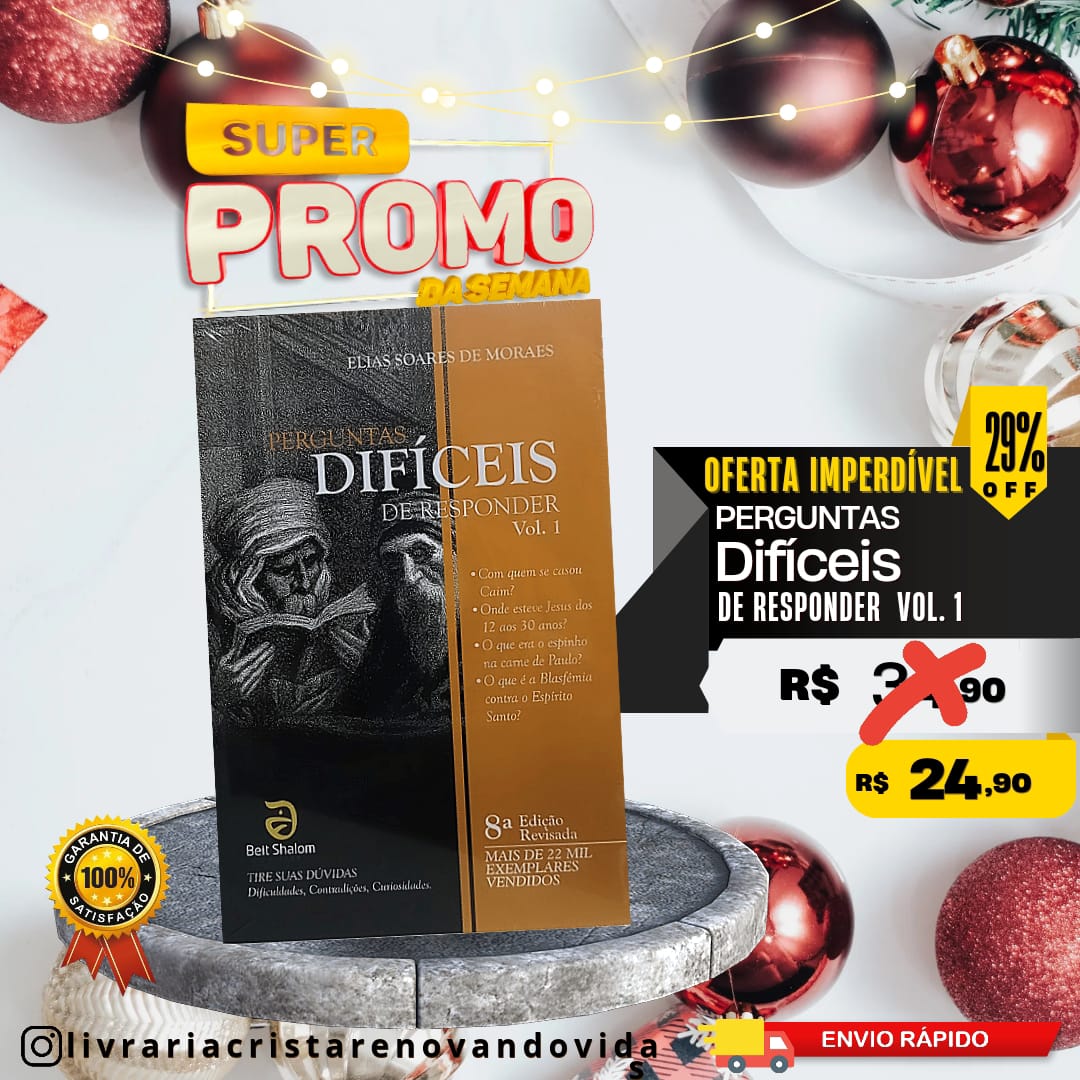 SUPER
PROMO
DA SEMANA
ELIAS SOARES DE MORAES
PERGUNTAS
DIFÍCEIS
DE RESPONDER
Vol. 1
• Com quem se casou
Caim?
• Onde esteve Jesus dos
12 aos 30 anos?
• O que era o espinho
na carne de Paulo?
• O que é a Blasfêmia
contra o Espírito
Santo?
Beit Shalom
TIRE SUAS DÚVIDAS
Dificuldades, Contradições, Curiosidades.
8ª Edição
Revisada
MAIS DE 22 MIL
EXEMPLARES
VENDIDOS
29%
OFF
OFERTA IMPERDÍVEL
PERGUNTAS
Difíceis
DE RESPONDER VOL. 1
R$ 3 ,90
R$ 24,90
GARANTIA DE
100%
SATISFAÇÃO
livrariacristarenovandovida
s
ENVIO RÁPIDO